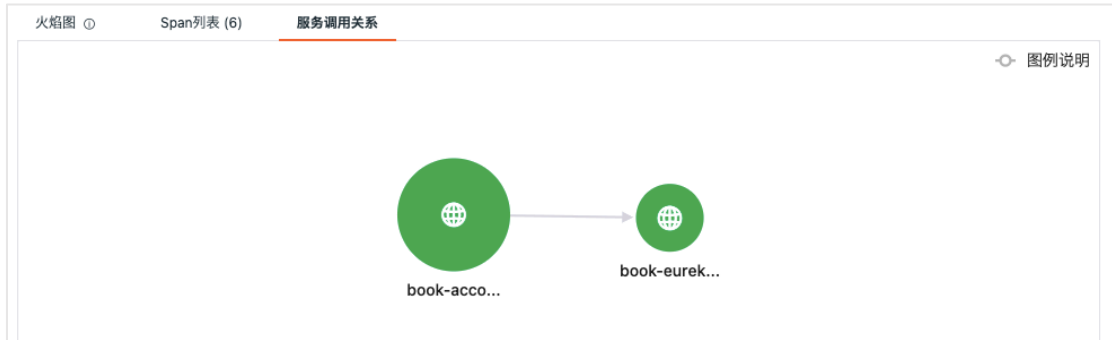 火焰图
Span列表 (6)
服务调用关系
图例说明
book-eurek...
book-acco...